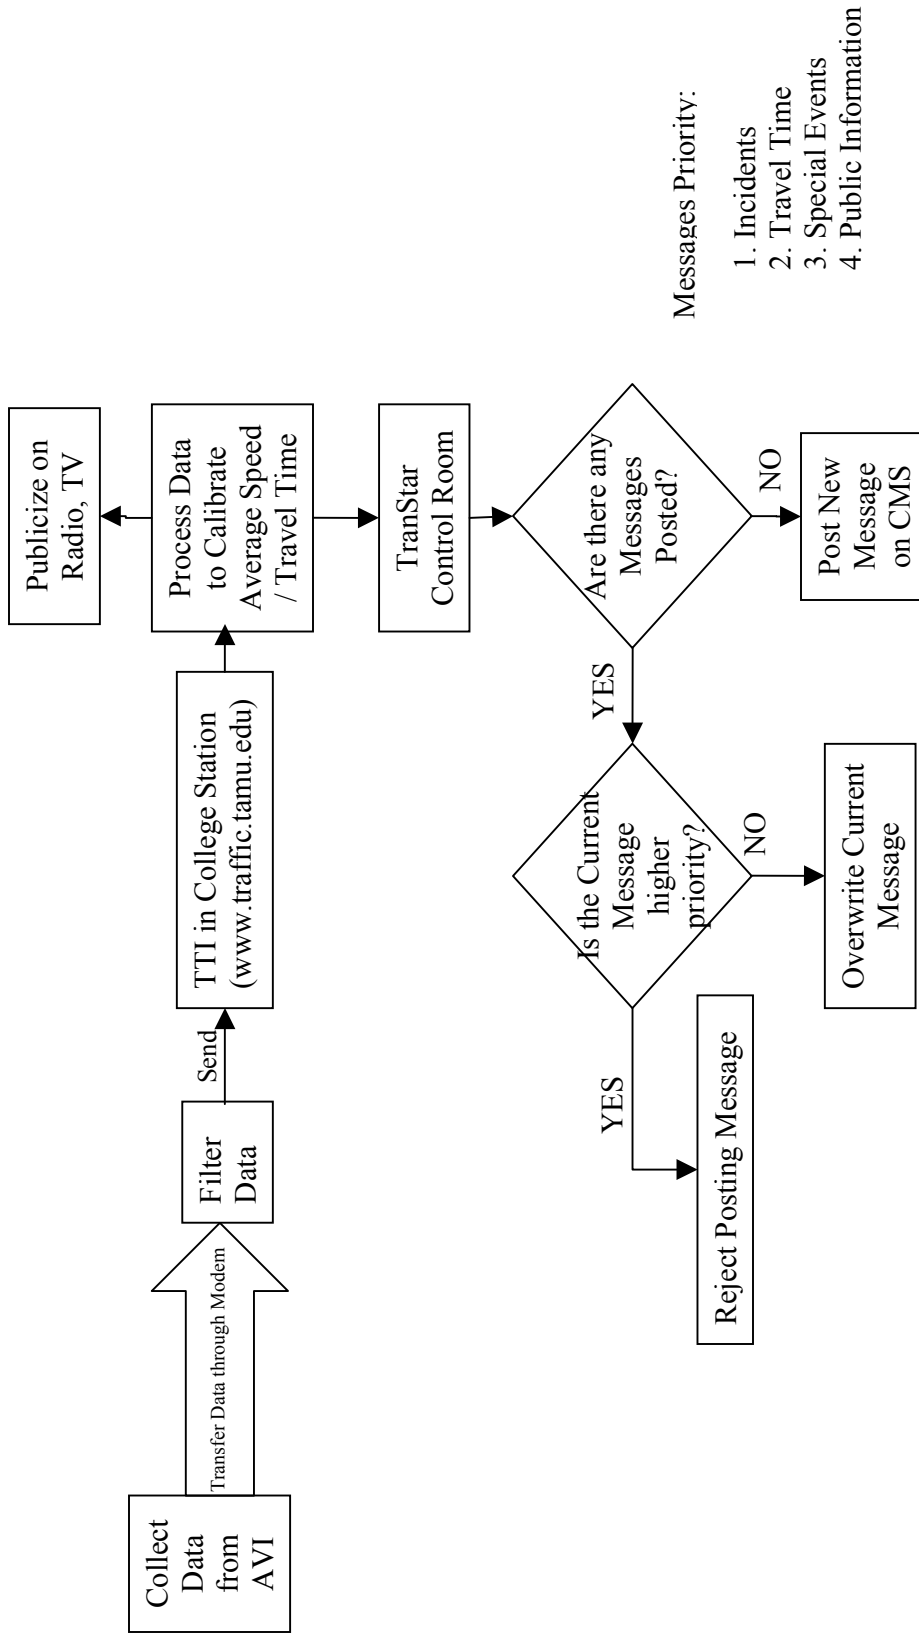 Collect
Data
from
AVI
Transfer Data through Modem
Filter
Data
Send
TTI in College Station
(www.traffic.tamu.edu)
Process Data
to Calibrate
Average Speed
/ Travel Time
Publicize on
Radio, TV
TranStar
Control Room
Are there any
Messages
Posted?
YES
NO
Post New
Message
on CMS
Is the Current
Message
higher
priority?
YES
NO
Reject Posting Message
Overwrite Current
Message
Messages Priority:
1. Incidents
2. Travel Time
3. Special Events
4. Public Information